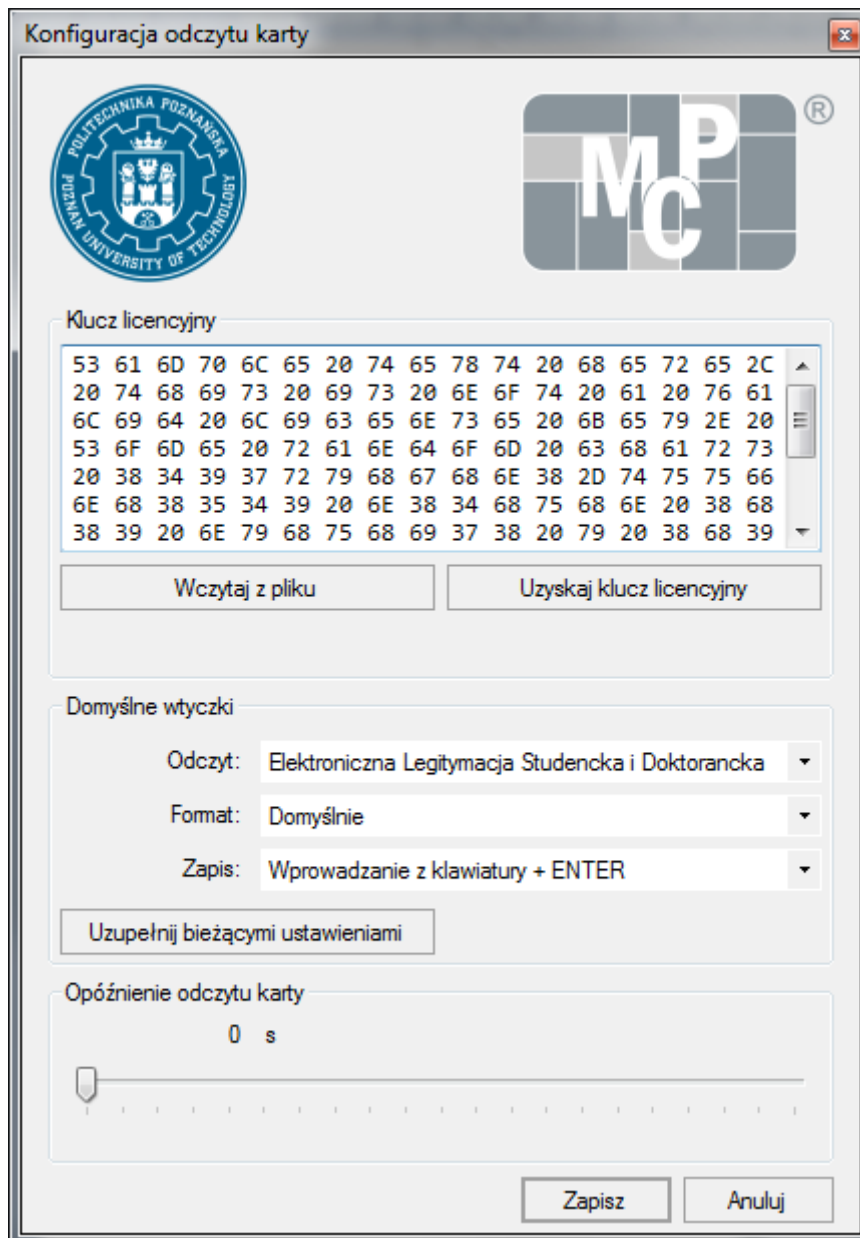 Konfiguracja odczytu karty
POLITECHNIKA POZNAŃSKA
POZNAN UNIVERSITY OF TECHNOLOGY
MCP ®
Klucz licencyjny
53 61 6D 70 6C 65 20 74 65 78 74 20 68 65 72 65 2C
20 74 68 69 73 20 69 73 20 6E 6F 74 20 61 20 76 61
6C 69 64 20 6C 69 63 65 6E 73 65 20 6B 65 79 2E 20
53 6F 6D 65 20 72 61 6E 64 6F 6D 20 63 68 61 72 73
20 38 34 39 37 72 79 68 67 68 6E 38 2D 74 75 75 66
6E 68 38 35 34 39 20 6E 38 34 68 75 68 6E 20 38 68
38 39 20 6E 79 68 75 68 69 37 38 20 79 20 38 68 39
Wczytaj z pliku
Uzyskaj klucz licencyjny
Domyślne wtyczki
Odczyt: Elektroniczna Legitymacja Studencka i Doktorancka
Format: Domyślnie
Zapis: Wprowadzanie z klawiatury + ENTER
Uzupełnij bieżącymi ustawieniami
Opóźnienie odczytu karty
0 s
Zapisz
Anuluj